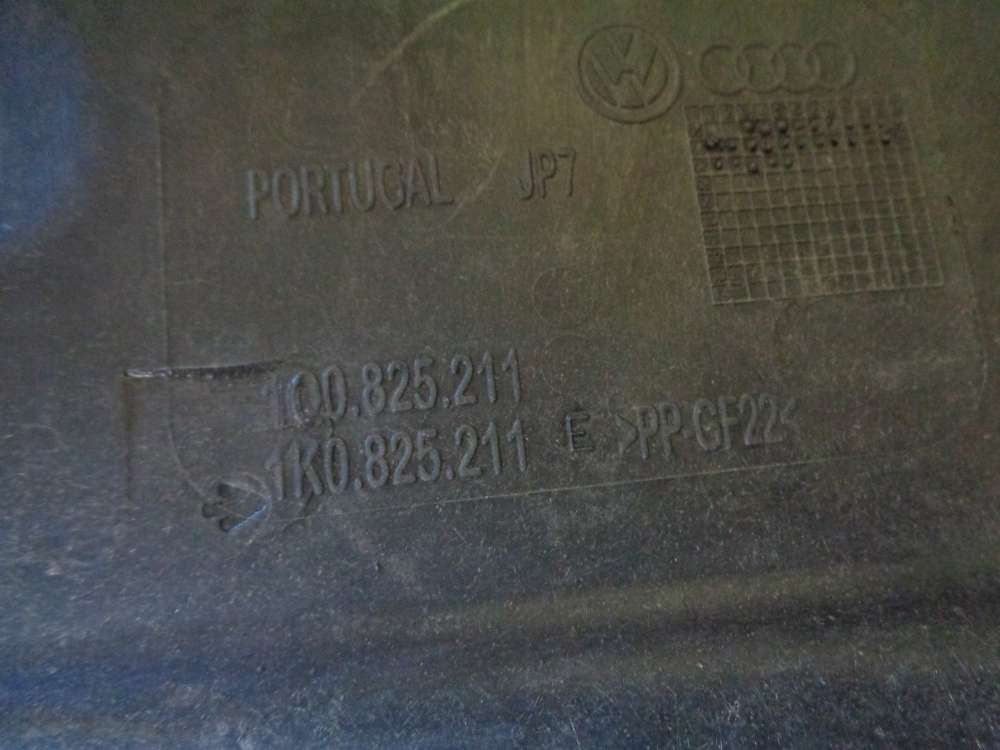 PORTUGAL JP7
1Q0.825.211
1K0.825.211 E >PP-GF22<